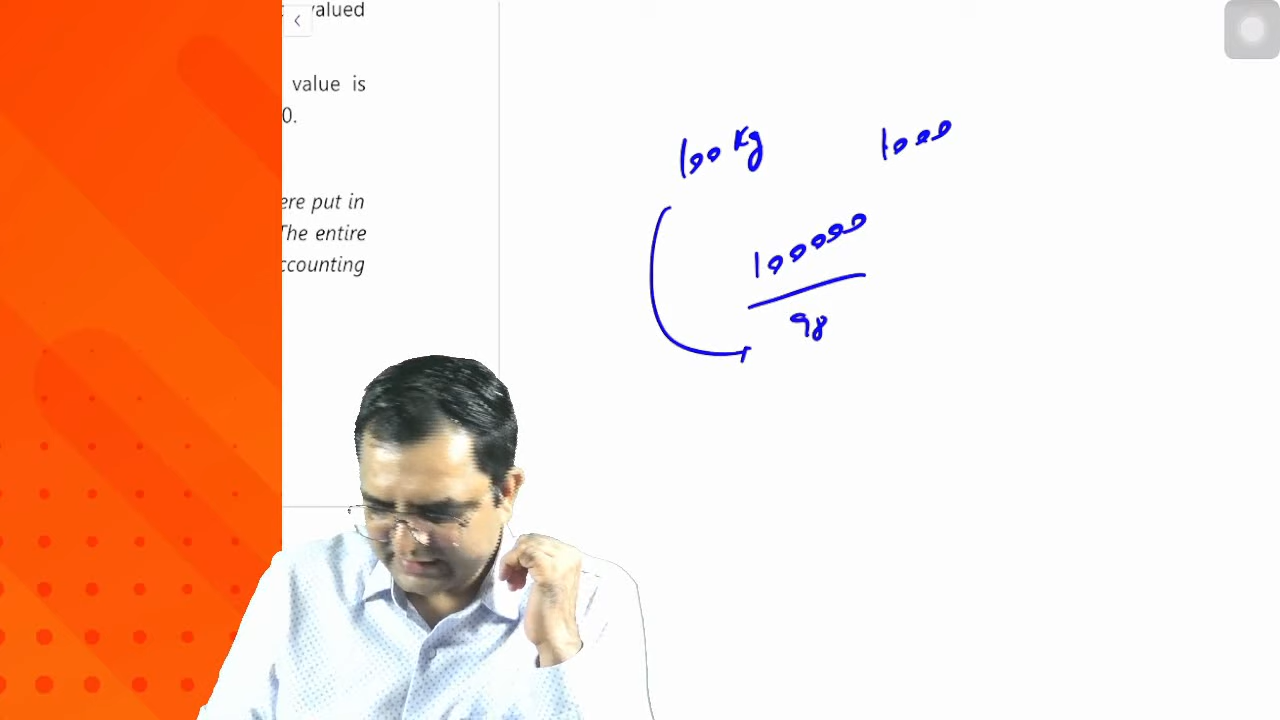 valued
value is
0.
ere put in
The entire
ccounting
100 Kg 1000
100000
98